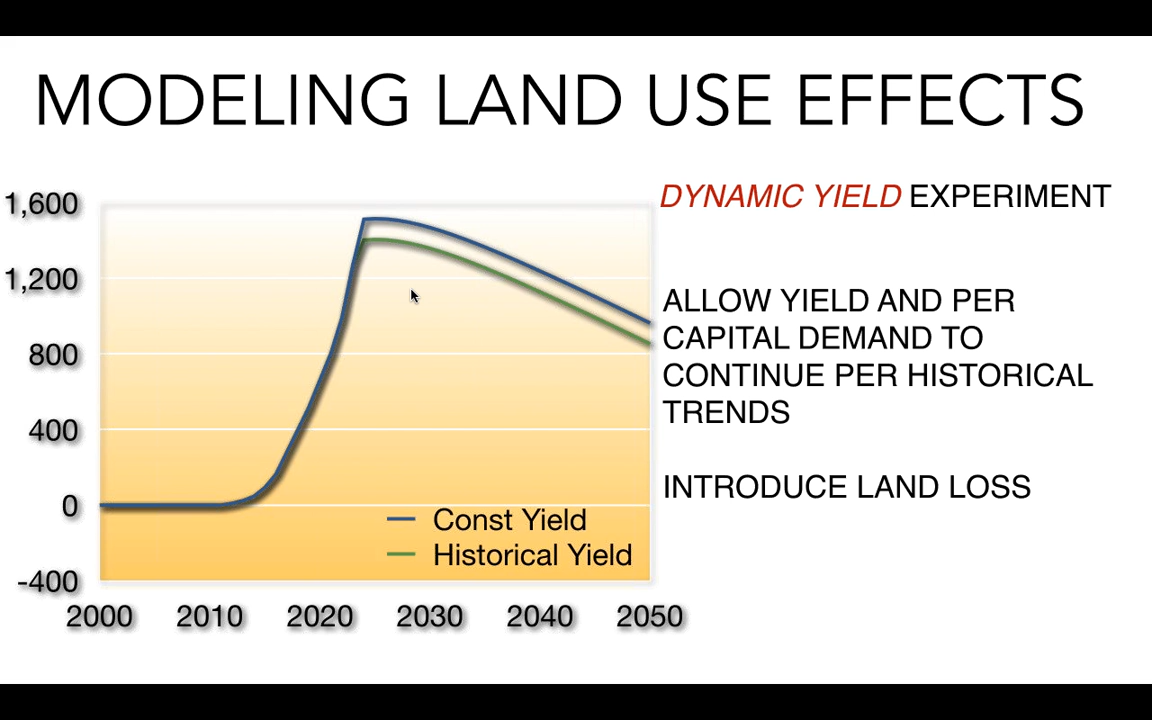 MODELING LAND USE EFFECTS
DYNAMIC YIELD EXPERIMENT
ALLOW YIELD AND PER
CAPITAL DEMAND TO
CONTINUE PER HISTORICAL
TRENDS
INTRODUCE LAND LOSS
1,600
1,200
800
400
0
-400
Const Yield
Historical Yield
2000 2010 2020 2030 2040 2050